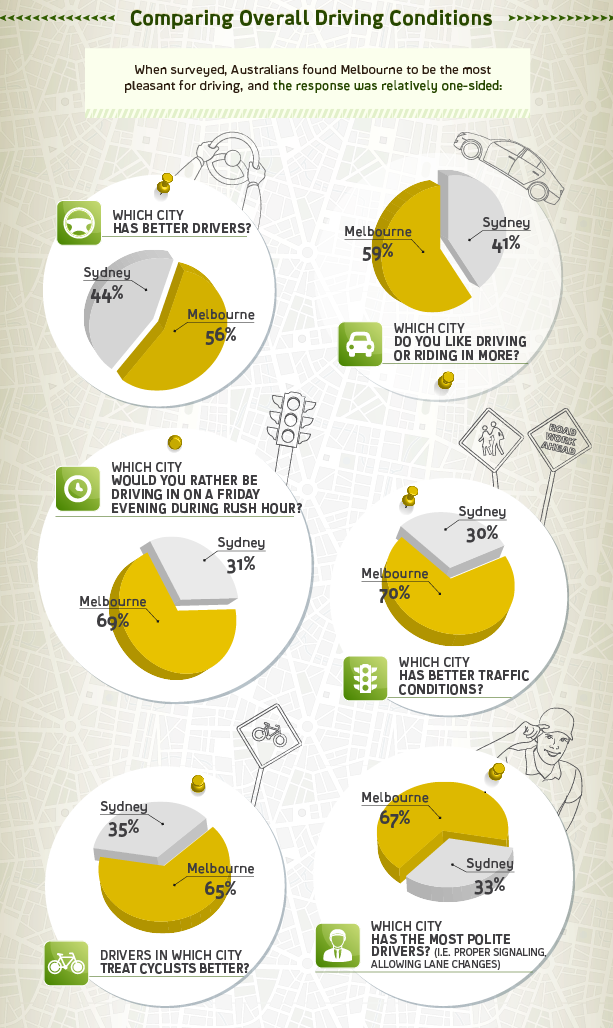 Comparing Overall Driving Conditions
When surveyed, Australians found Melbourne to be the most
pleasant for driving, and the response was relatively one-sided:
WHICH CITY
HAS BETTER DRIVERS?
Sydney
44%
Melbourne
56%
Melbourne
59%
Sydney
41%
WHICH CITY
DO YOU LIKE DRIVING
OR RIDING IN MORE?
WHICH CITY
WOULD YOU RATHER BE
DRIVING IN ON A FRIDAY
EVENING DURING RUSH HOUR?
Sydney
31%
Melbourne
69%
ROAD
WORK
AHEAD
Sydney
30%
Melbourne
70%
WHICH CITY
HAS BETTER TRAFFIC
CONDITIONS?
Sydney
35%
Melbourne
65%
DRIVERS IN WHICH CITY
TREAT CYCLISTS BETTER?
Melbourne
67%
Sydney
33%
WHICH CITY
HAS THE MOST POLITE
DRIVERS? (I.E. PROPER SIGNALING,
ALLOWING LANE CHANGES)